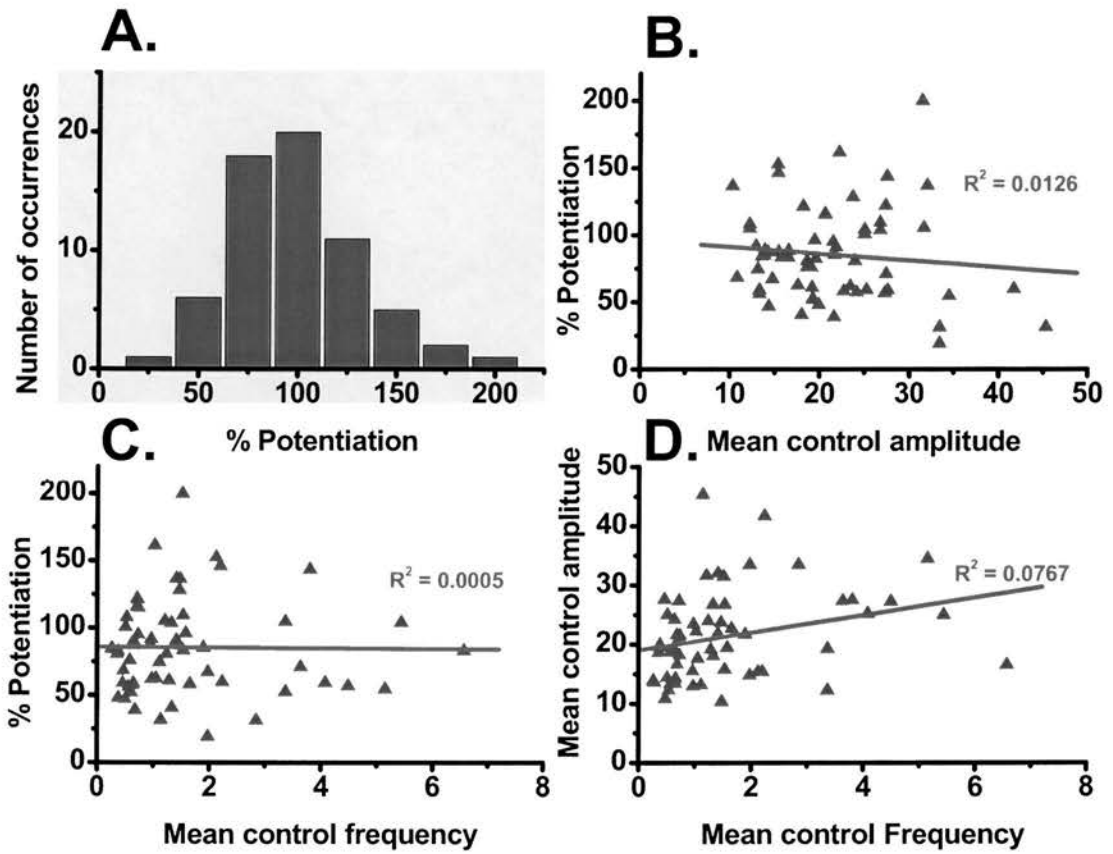 A.
Number of occurrences
20
10
0
0 50 100 150 200
% Potentiation
B.
% Potentiation
200
150
100
50
0
R² = 0.0126
0 10 20 30 40 50
Mean control amplitude
C.
% Potentiation
200
150
100
50
0
R² = 0.0005
0 2 4 6 8
Mean control frequency
D.
Mean control amplitude
50
40
30
20
10
0
R² = 0.0767
0 2 4 6 8
Mean control Frequency